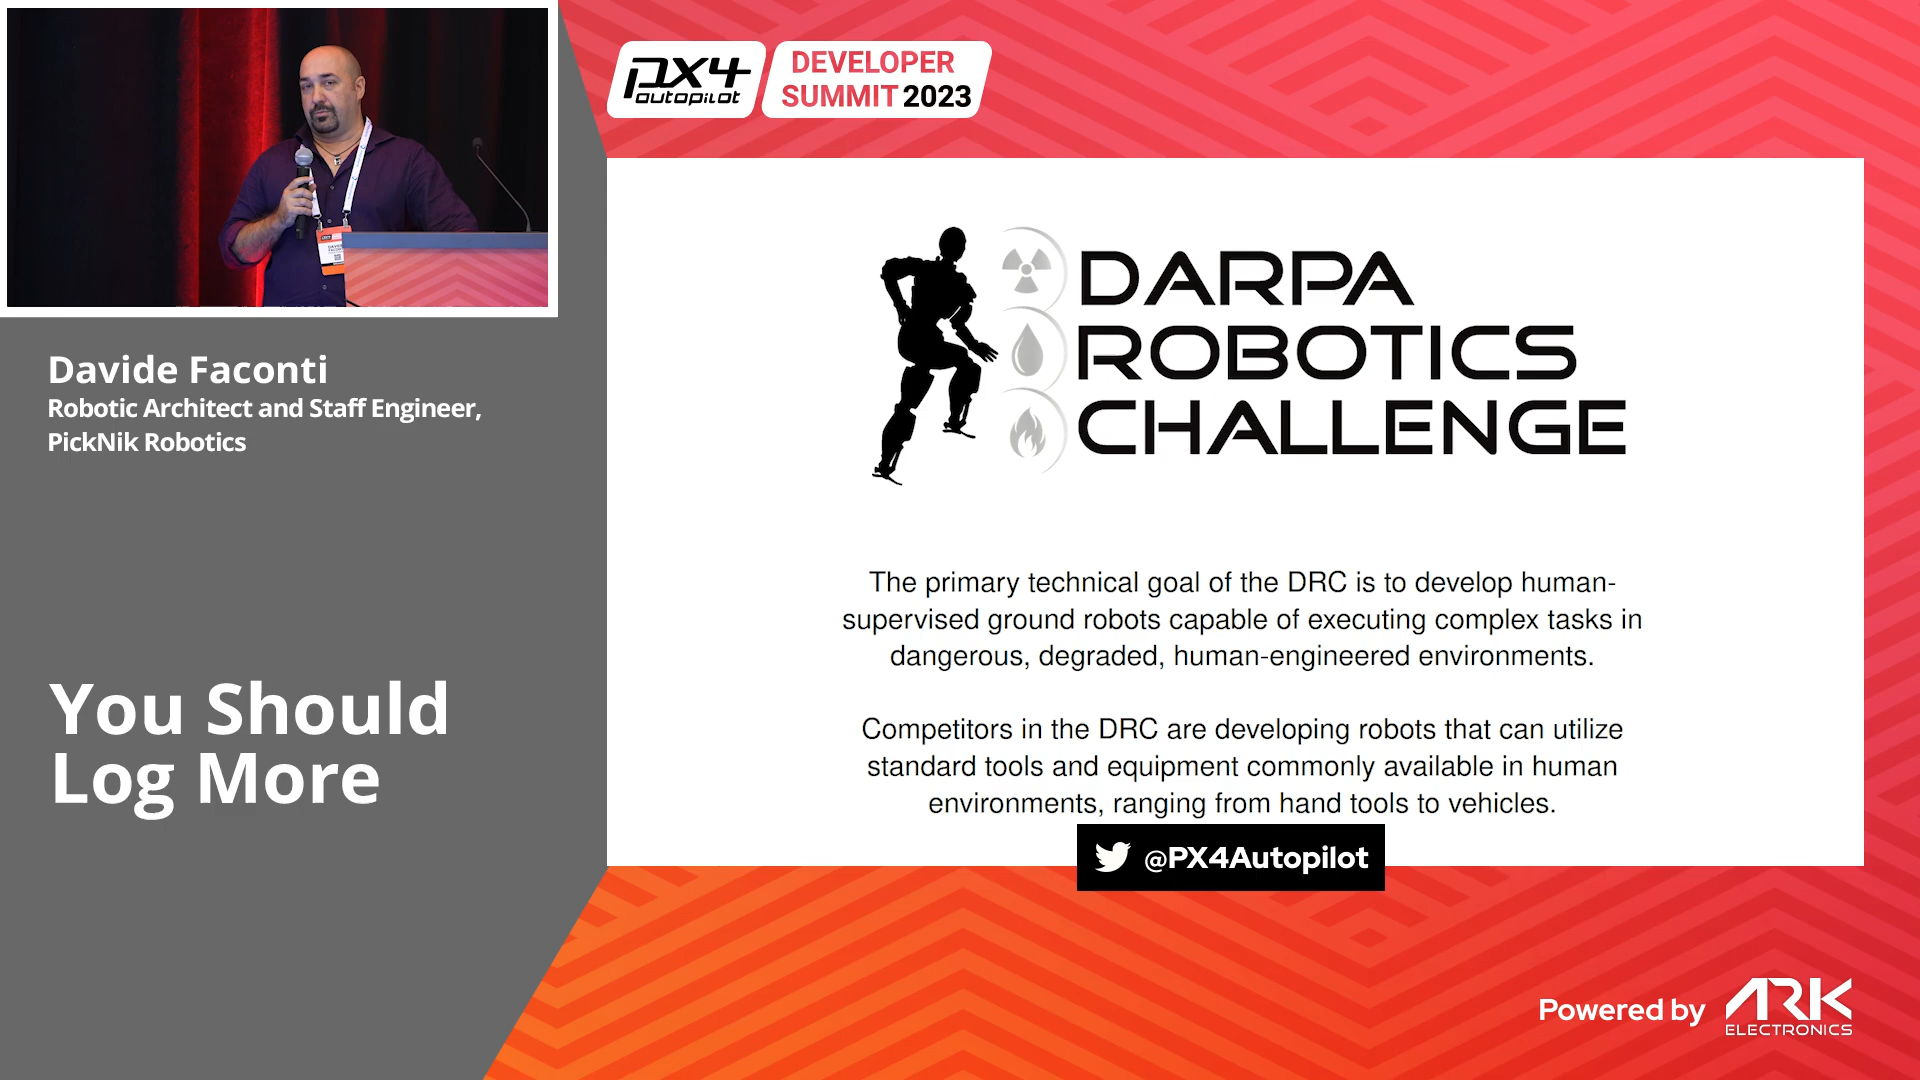 PX4
autopilot
DEVELOPER
SUMMIT 2023
DAVIDE
Davide Faconti
Robotic Architect and Staff Engineer,
PickNik Robotics
You Should
Log More
DARPA
ROBOTICS
CHALLENGE
The primary technical goal of the DRC is to develop human-
supervised ground robots capable of executing complex tasks in
dangerous, degraded, human-engineered environments.
Competitors in the DRC are developing robots that can utilize
standard tools and equipment commonly available in human
environments, ranging from hand tools to vehicles.
@PX4Autopilot
Powered by
ARK
ELECTRONICS